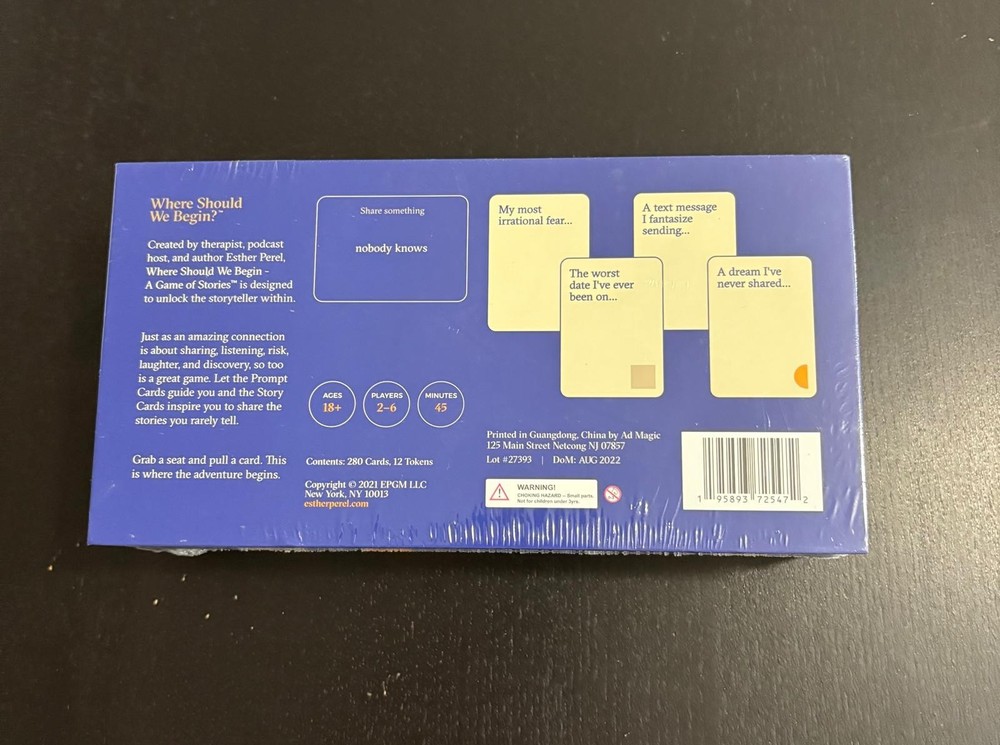 Where Should
We Begin?™
Created by therapist, podcast
host, and author Esther Perel,
Where Should We Begin -
A Game of Stories™ is designed
to unlock the storyteller within.
Just as an amazing connection
is about sharing, listening, risk,
laughter, and discovery, so too
is a great game. Let the Prompt
Cards guide you and the Story
Cards inspire you to share the
stories you rarely tell.
Grab a seat and pull a card. This
is where the adventure begins.
Share something
nobody knows
AGES
18+
PLAYERS
2–6
MINUTES
45
Contents: 280 Cards, 12 Tokens
Copyright © 2021 EPGM LLC
New York, NY 10013
estherperel.com
My most
irrational fear...
A text message
I fantasize
sending...
The worst
date I've ever
been on...
A dream I've
never shared...
Printed in Guangdong, China by Ad Magic
125 Main Street Netcong NJ 07857
Lot #27393 | DoM: AUG 2022
WARNING!
CHOKING HAZARD — Small parts.
Not for children under 3yrs.
1 95893 72547 2